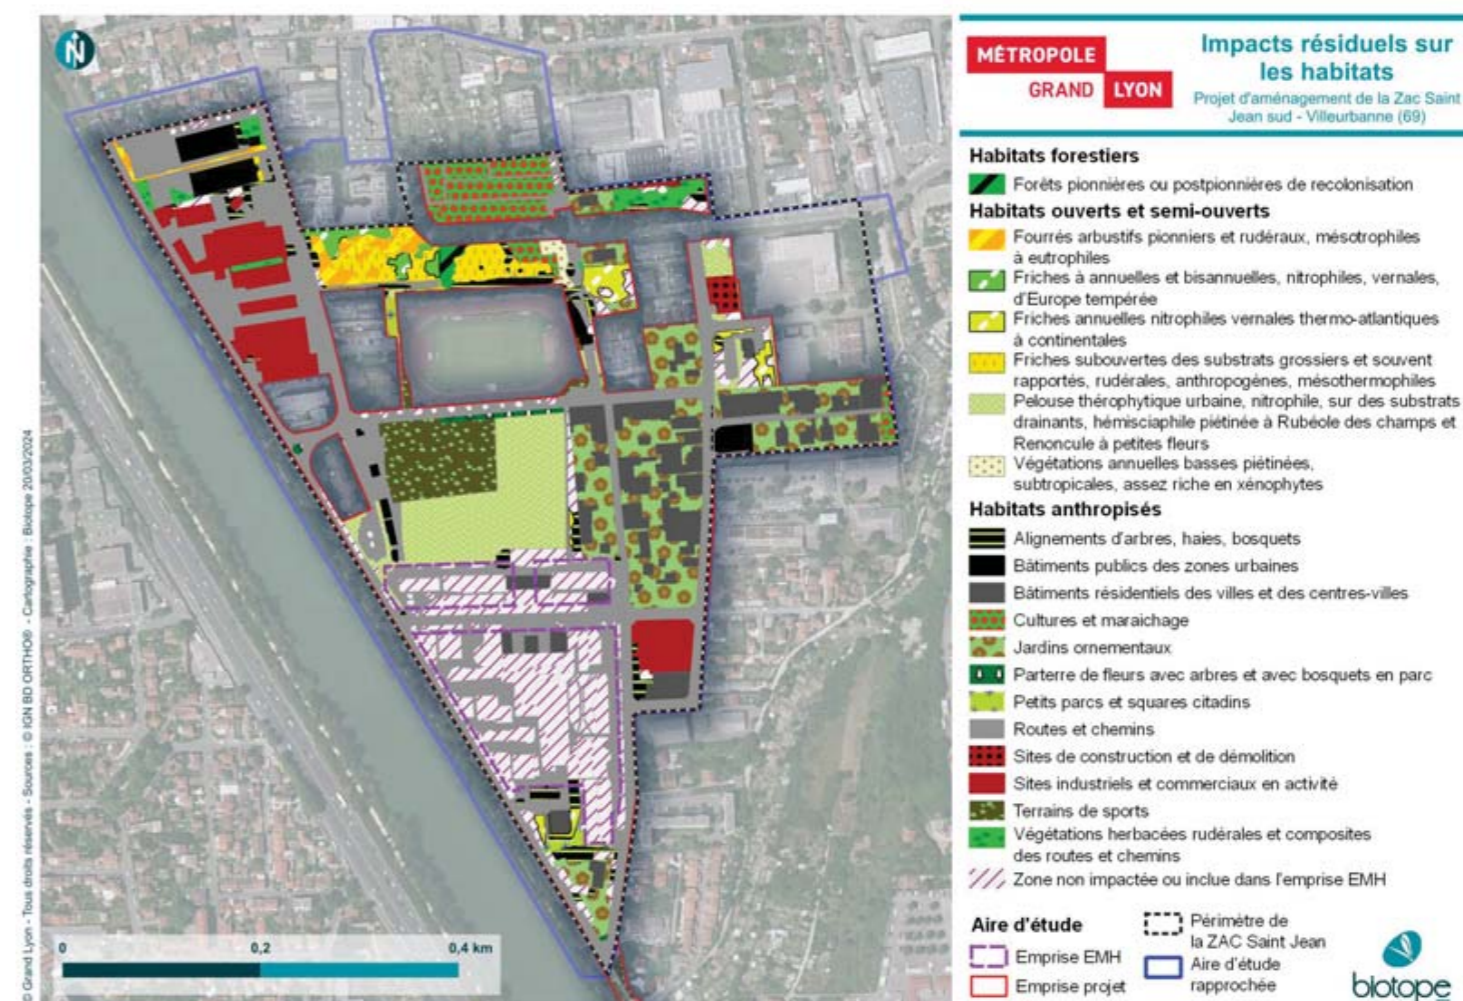 N
MÉTROPOLE
GRAND LYON
Impacts résiduels sur
les habitats
Projet d'aménagement de la Zac Saint
Jean sud - Villeurbanne (69)
Habitats forestiers
Forêts pionnières ou postpionnières de recolonisation
Habitats ouverts et semi-ouverts
Fourrés arbustifs pionniers et rudéraux, mésotrophiles
à eutrophiles
Friches à annuelles et bisannuelles, nitrophiles, vernales,
d'Europe tempérée
Friches annuelles nitrophiles vernales thermo-atlantiques
à continentales
Friches subouvertes des substrats grossiers et souvent
rapportés, rudérales, anthropogènes, mésothermophiles
Pelouse thérophytique urbaine, nitrophile, sur des substrats
drainants, hémisciaphile piétinée à Rubéole des champs et
Renoncule à petites fleurs
Végétations annuelles basses piétinées,
subtropicales, assez riche en xénophytes
Habitats anthropisés
Alignements d'arbres, haies, bosquets
Bâtiments publics des zones urbaines
Bâtiments résidentiels des villes et des centres-villes
Cultures et maraichage
Jardins ornementaux
Parterre de fleurs avec arbres et avec bosquets en parc
Petits parcs et squares citadins
Routes et chemins
Sites de construction et de démolition
Sites industriels et commerciaux en activité
Terrains de sports
Végétations herbacées rudérales et composites
des routes et chemins
Zone non impactée ou inclue dans l'emprise EMH
Aire d'étude
Emprise EMH
Emprise projet
Périmètre de
la ZAC Saint Jean
Aire d'étude
rapprochée
biotope
0 0,2 0,4 km
© Grand Lyon - Tous droits réservés - Sources : © IGN BD ORTHO® - Cartographie : Biotope 20/03/2024